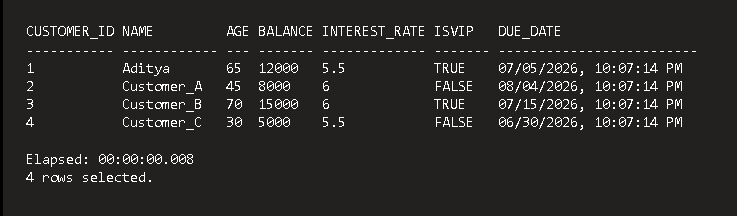 CUSTOMER_ID NAME         AGE BALANCE INTEREST_RATE ISVIP   DUE_DATE
----------- ------------ --- ------- ------------- ------- -------------------------
1           Aditya       65  12000   5.5           TRUE    07/05/2026, 10:07:14 PM
2           Customer_A   45  8000    6             FALSE   08/04/2026, 10:07:14 PM
3           Customer_B   70  15000   6             TRUE    07/15/2026, 10:07:14 PM
4           Customer_C   30  5000    5.5           FALSE   06/30/2026, 10:07:14 PM
Elapsed: 00:00:00.008
4 rows selected.